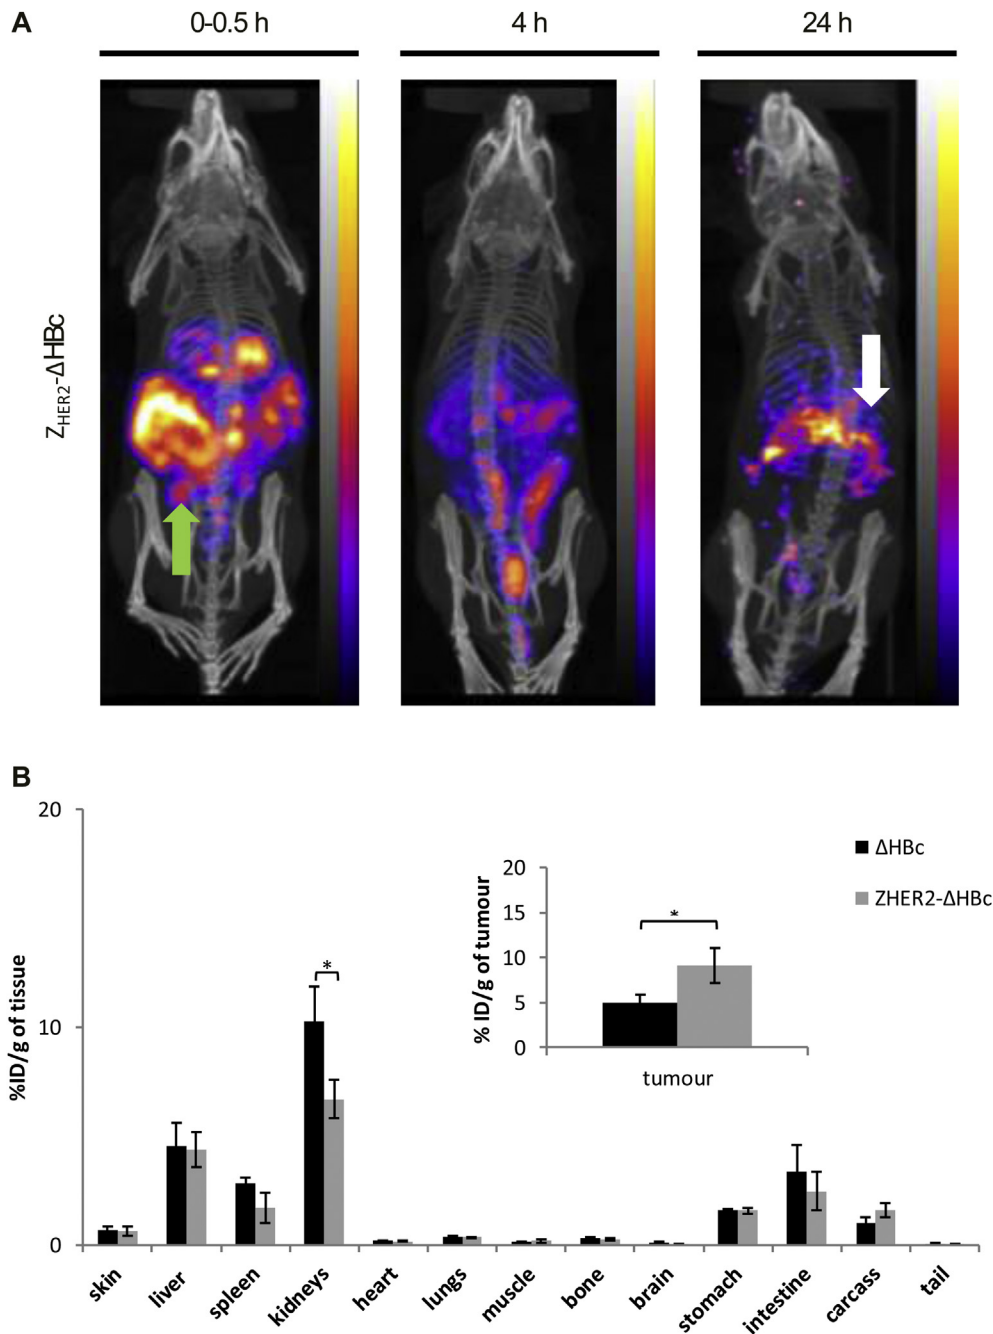 A
0-0.5 h
4 h
24 h
Z_HER2-ΔHBc
B
20
10
0
%ID/g of tissue
20
15
10
5
0
% ID/g of tumour
*
tumour
ΔHBc
ZHER2-ΔHBc
*
skin
liver
spleen
kidneys
heart
lungs
muscle
bone
brain
stomach
intestine
carcass
tail